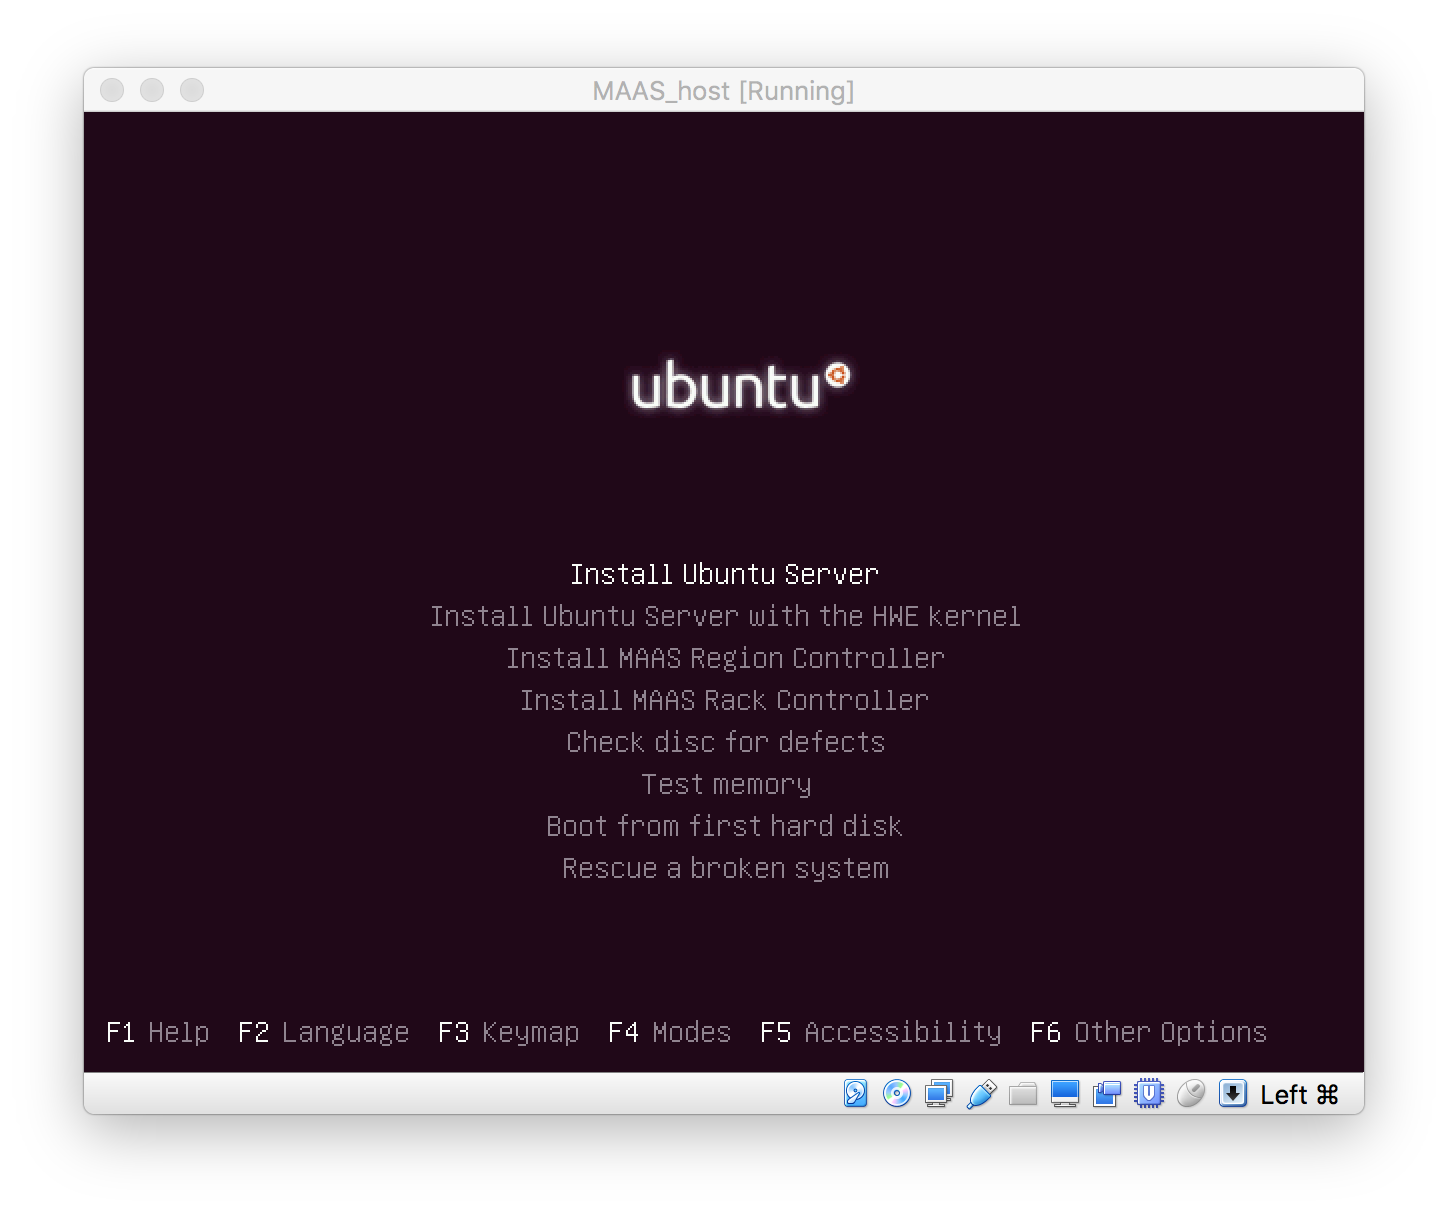 MAAS_host [Running]
ubuntu
Install Ubuntu Server
Install Ubuntu Server with the HWE kernel
Install MAAS Region Controller
Install MAAS Rack Controller
Check disc for defects
Test memory
Boot from first hard disk
Rescue a broken system
F1 Help F2 Language F3 Keymap F4 Modes F5 Accessibility F6 Other Options
Left ⌘